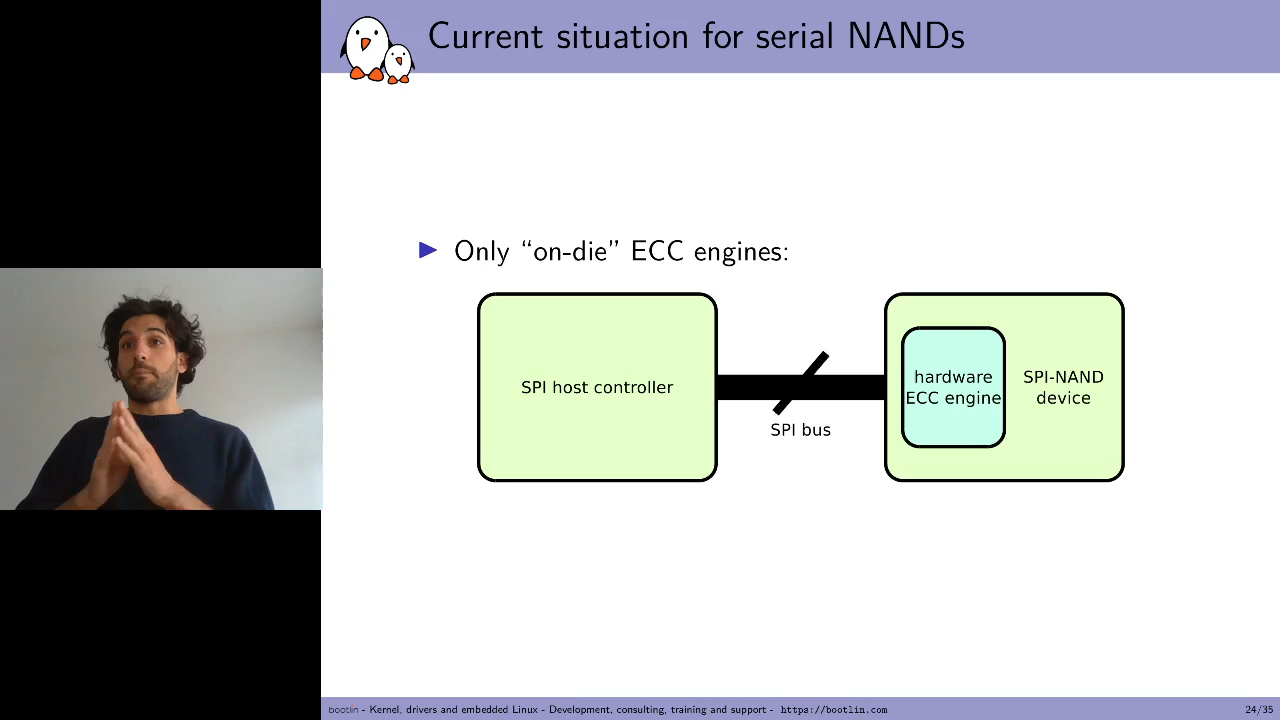 Current situation for serial NANDs
▶ Only “on-die” ECC engines:
SPI host controller
SPI bus
hardware
ECC engine
SPI-NAND
device
bootlin - Kernel, drivers and embedded Linux - Development, consulting, training and support - https://bootlin.com
24/35